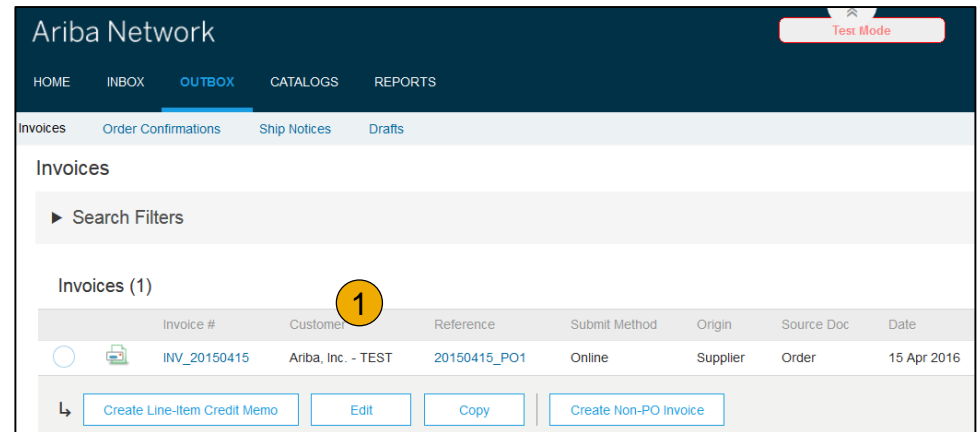 Ariba Network
Test Mode
HOME INBOX OUTBOX CATALOGS REPORTS
Invoices Order Confirmations Ship Notices Drafts
Invoices
► Search Filters
Invoices (1)
1
Invoice # Customer Reference Submit Method Origin Source Doc Date
INV_20150415 Ariba, Inc. - TEST 20150415_PO1 Online Supplier Order 15 Apr 2016
Create Line-Item Credit Memo Edit Copy Create Non-PO Invoice